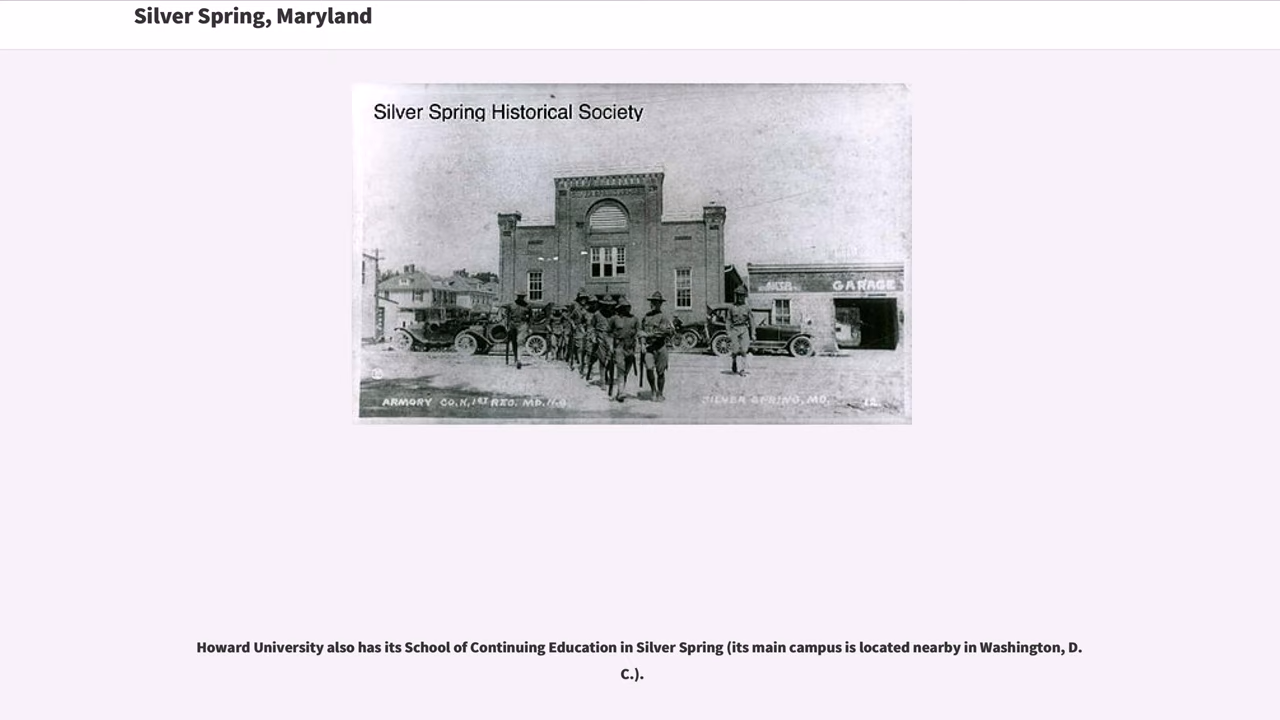 Silver Spring, Maryland
Silver Spring Historical Society
GARAGE
ARMORY CO.K, 1ST REG. MD. N.G.
SILVER SPRING, MD.
12
Howard University also has its School of Continuing Education in Silver Spring (its main campus is located nearby in Washington, D.
C.).